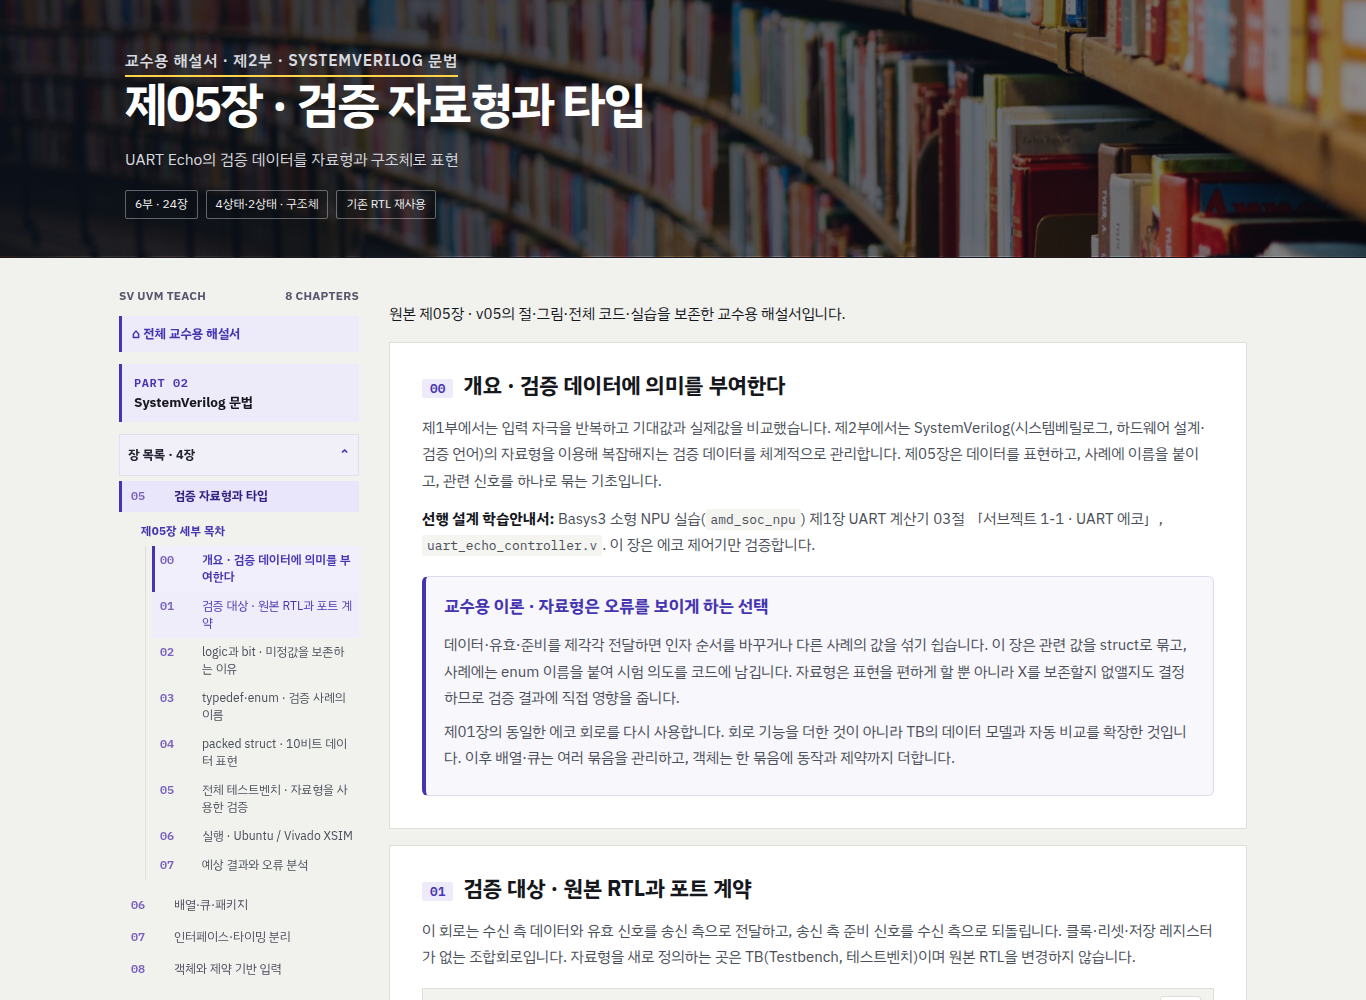 교수용 해설서 · 제2부 · SYSTEMVERILOG 문법
제05장 · 검증 자료형과 타입
UART Echo의 검증 데이터를 자료형과 구조체로 표현
6부 · 24장
4상태·2상태 · 구조체
기존 RTL 재사용
SV UVM TEACH
8 CHAPTERS
⌂ 전체 교수용 해설서
PART 02
SystemVerilog 문법
장 목록 · 4장
05 검증 자료형과 타입
제05장 세부 목차
00 개요 · 검증 데이터에 의미를 부
여한다
01 검증 대상 · 원본 RTL과 포트 계
약
02 logic과 bit · 미정값을 보존하
는 이유
03 typedef·enum · 검증 사례의
이름
04 packed struct · 10비트 데이
터 표현
05 전체 테스트벤치 · 자료형을 사
용한 검증
06 실행 · Ubuntu / Vivado XSIM
07 예상 결과와 오류 분석
06 배열·큐·패키지
07 인터페이스·타이밍 분리
08 객체와 제약 기반 입력
원본 제05장 · v05의 절·그림·전체 코드·실습을 보존한 교수용 해설서입니다.
00 개요 · 검증 데이터에 의미를 부여한다
제1부에서는 입력 자극을 반복하고 기대값과 실제값을 비교했습니다. 제2부에서는 SystemVerilog(시스템베릴로그, 하드웨어 설계·
검증 언어)의 자료형을 이용해 복잡해지는 검증 데이터를 체계적으로 관리합니다. 제05장은 데이터를 표현하고, 사례에 이름을 붙이
고, 관련 신호를 하나로 묶는 기초입니다.
선행 설계 학습안내서: Basys3 소형 NPU 실습( amd_soc_npu ) 제1장 UART 계산기 03절 「서브젝트 1-1 · UART 에코」,
uart_echo_controller.v . 이 장은 에코 제어기만 검증합니다.
교수용 이론 · 자료형은 오류를 보이게 하는 선택
데이터·유효·준비를 제각각 전달하면 인자 순서를 바꾸거나 다른 사례의 값을 섞기 쉽습니다. 이 장은 관련 값을 struct로 묶고,
사례에는 enum 이름을 붙여 시험 의도를 코드에 남깁니다. 자료형은 표현을 편하게 할 뿐 아니라 X를 보존할지 없앨지도 결정
하므로 검증 결과에 직접 영향을 줍니다.
제01장의 동일한 에코 회로를 다시 사용합니다. 회로 기능을 더한 것이 아니라 TB의 데이터 모델과 자동 비교를 확장한 것입니
다. 이후 배열·큐는 여러 묶음을 관리하고, 객체는 한 묶음에 동작과 제약까지 더합니다.
01 검증 대상 · 원본 RTL과 포트 계약
이 회로는 수신 측 데이터와 유효 신호를 송신 측으로 전달하고, 송신 측 준비 신호를 수신 측으로 되돌립니다. 클록·리셋·저장 레지스터
가 없는 조합회로입니다. 자료형을 새로 정의하는 곳은 TB(Testbench, 테스트벤치)이며 원본 RTL을 변경하지 않습니다.